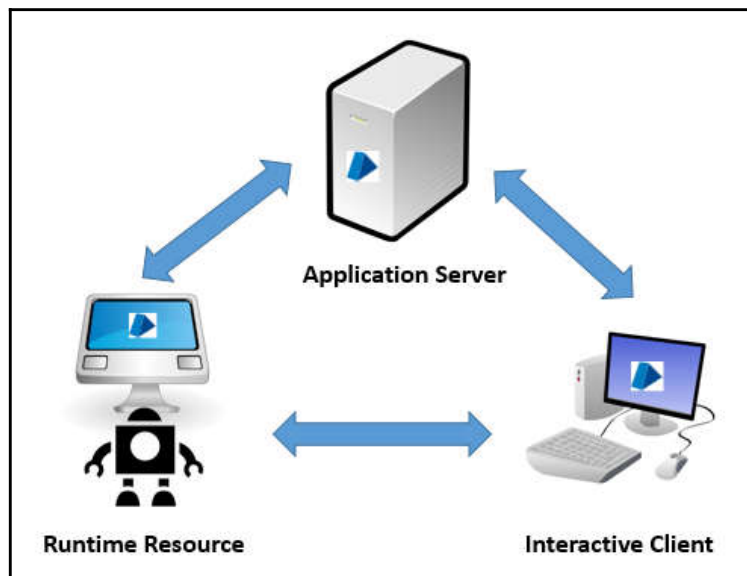 Application Server
Runtime Resource
Interactive Client